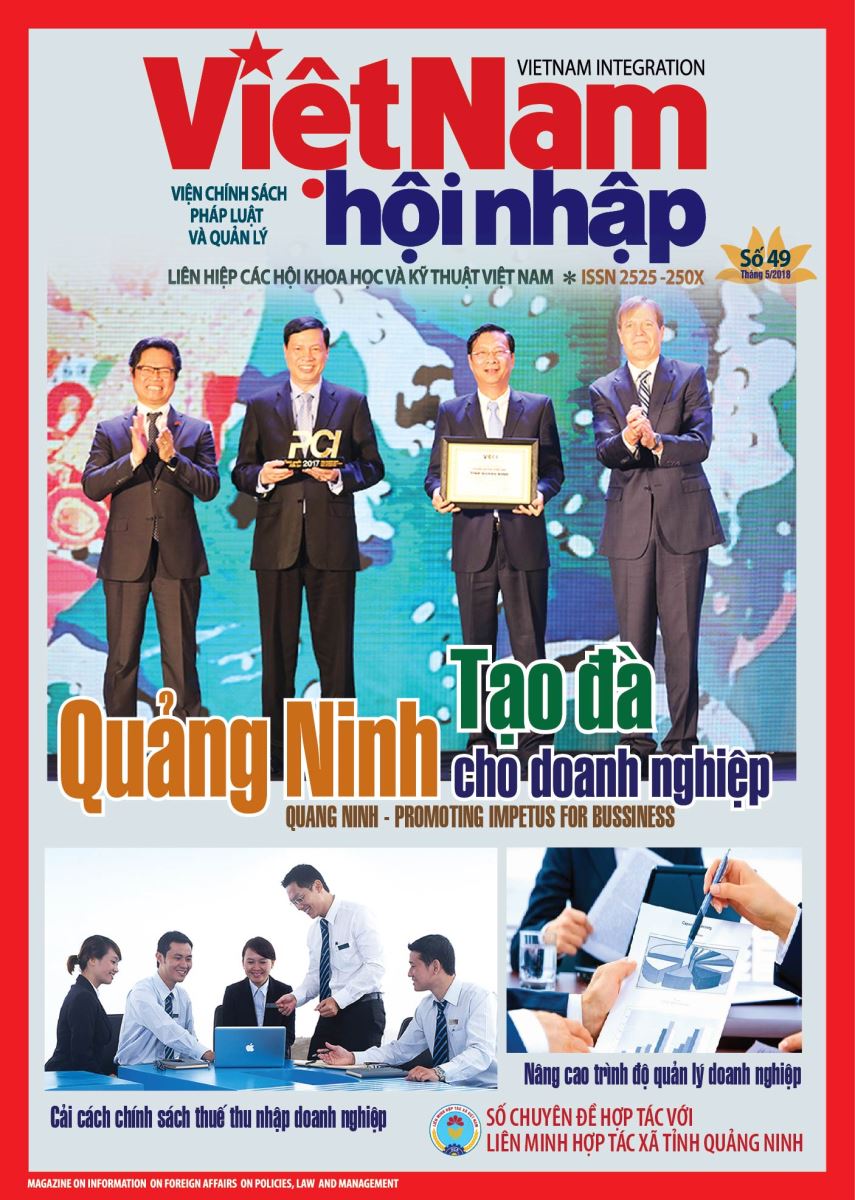 ViệtNam
VIETNAM INTEGRATION
hội nhập
VIỆN CHÍNH SÁCH
PHÁP LUẬT
VÀ QUẢN LÝ
Số 49
Tháng 5/2018
LIÊN HIỆP CÁC HỘI KHOA HỌC VÀ KỸ THUẬT VIỆT NAM * ISSN 2525 -250X
PCI
2017
VCCI
Quảng Ninh
Tạo đà
cho doanh nghiệp
QUANG NINH - PROMOTING IMPETUS FOR BUSSINESS
Nâng cao trình độ quản lý doanh nghiệp
Cải cách chính sách thuế thu nhập doanh nghiệp
SỐ CHUYÊN ĐỀ HỢP TÁC VỚI
LIÊN MINH HỢP TÁC XÃ TỈNH QUẢNG NINH
MAGAZINE ON INFORMATION ON FOREIGN AFFAIRS ON POLICIES, LAW AND MANAGEMENT